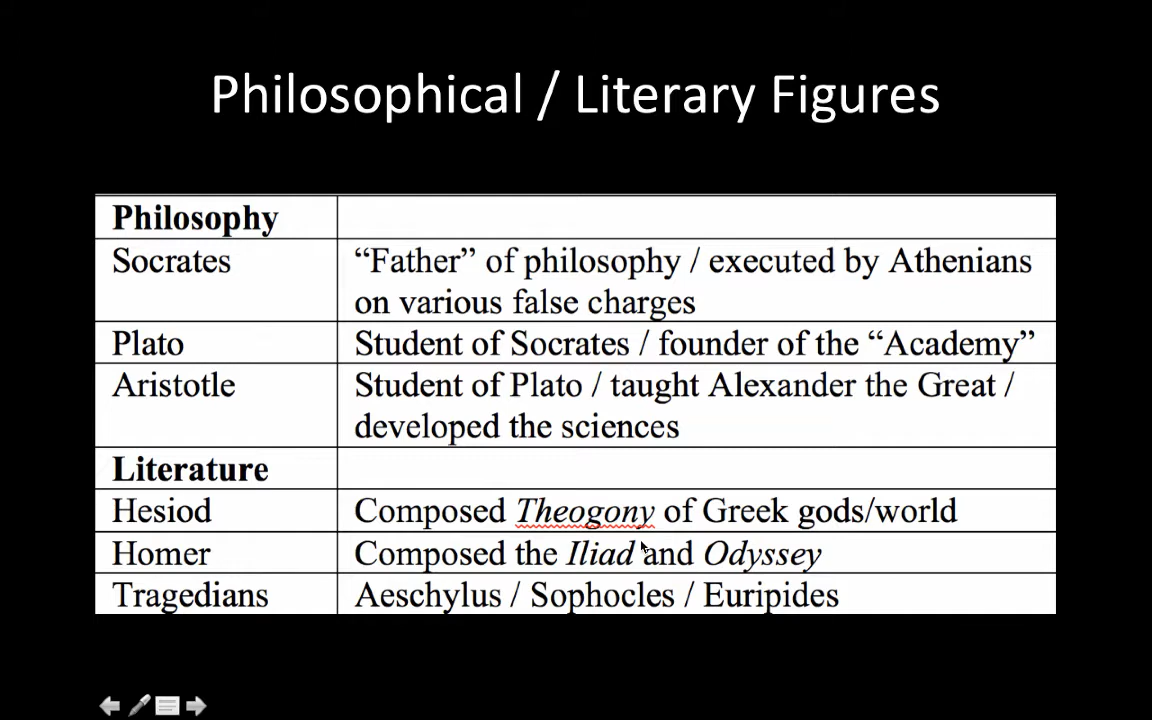 Philosophical / Literary Figures
Philosophy
Socrates
“Father” of philosophy / executed by Athenians
on various false charges
Plato
Student of Socrates / founder of the “Academy”
Aristotle
Student of Plato / taught Alexander the Great /
developed the sciences
Literature
Hesiod
Composed Theogony of Greek gods/world
Homer
Composed the Iliad and Odyssey
Tragedians
Aeschylus / Sophocles / Euripides